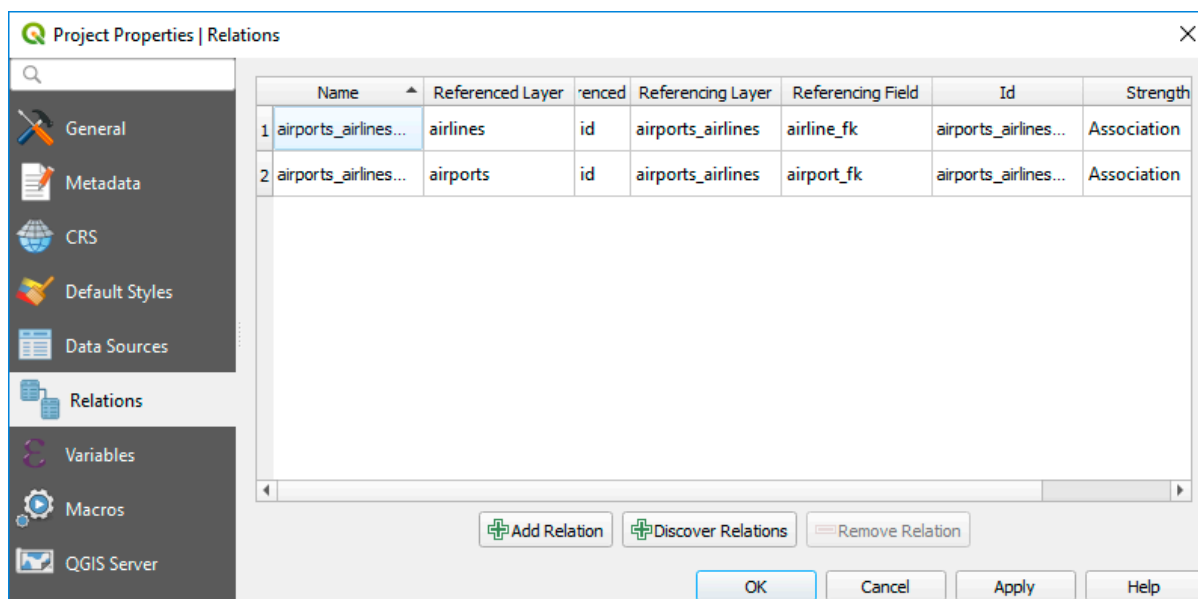 Project Properties | Relations
Name Referenced Layer renced Referencing Layer Referencing Field Id Strength
1 airports_airlines... airlines id airports_airlines airline_fk airports_airlines... Association
2 airports_airlines... airports id airports_airlines airport_fk airports_airlines... Association
General
Metadata
CRS
Default Styles
Data Sources
Relations
Variables
Macros
QGIS Server
Add Relation Discover Relations Remove Relation
OK Cancel Apply Help